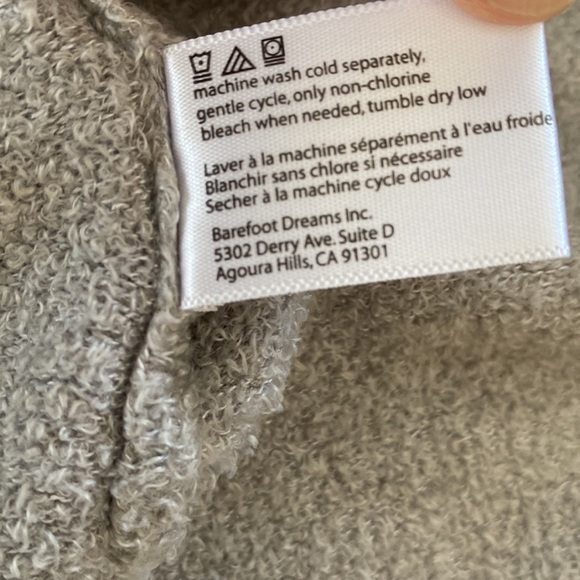 machine wash cold separately,
gentle cycle, only non-chlorine
bleach when needed, tumble dry low
Laver à la machine séparément à l'eau froide
Blanchir sans chlore si nécessaire
Secher à la machine cycle doux
Barefoot Dreams Inc.
5302 Derry Ave. Suite D
Agoura Hills, CA 91301